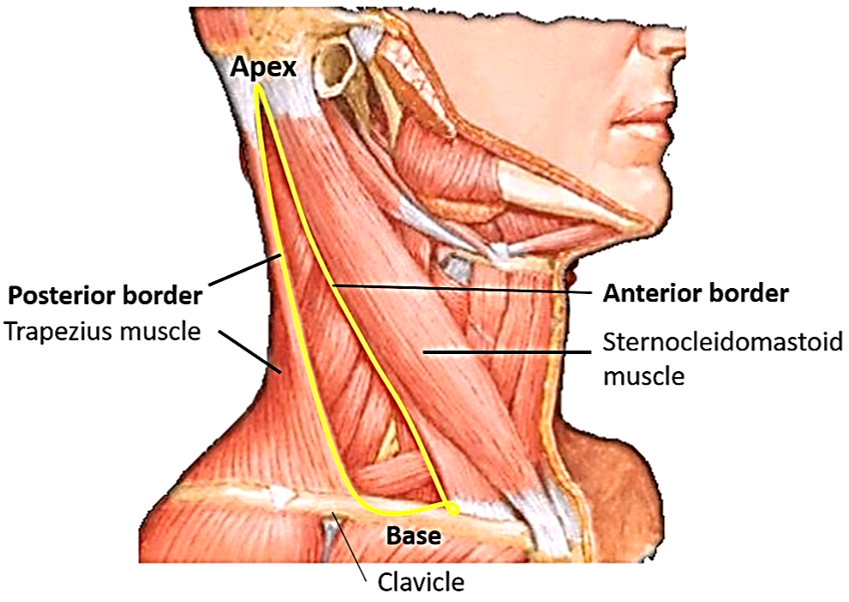 Apex
Posterior border
Trapezius muscle
Anterior border
Sternocleidomastoid
muscle
Base
Clavicle